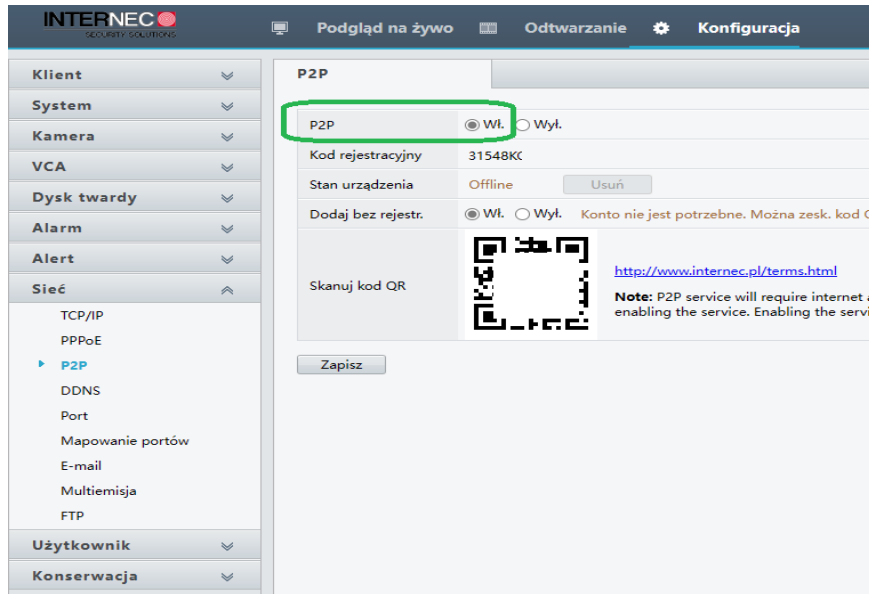 INTERNEC
SECURITY SOLUTIONS
Podgląd na żywo
Odtwarzanie
Konfiguracja
Klient
System
Kamera
VCA
Dysk twardy
Alarm
Alert
Sieć
TCP/IP
PPPoE
P2P
DDNS
Port
Mapowanie portów
E-mail
Multiemisja
FTP
Użytkownik
Konserwacja
P2P
P2P Wł. Wył.
Kod rejestracyjny 31548K
Stan urządzenia Offline Usuń
Dodaj bez rejestr. Wł. Wył. Konto nie jest potrzebne. Można zesk. kod
Skanuj kod QR
http://www.internec.pl/terms.html
Note: P2P service will require internet
enabling the service. Enabling the servi
Zapisz